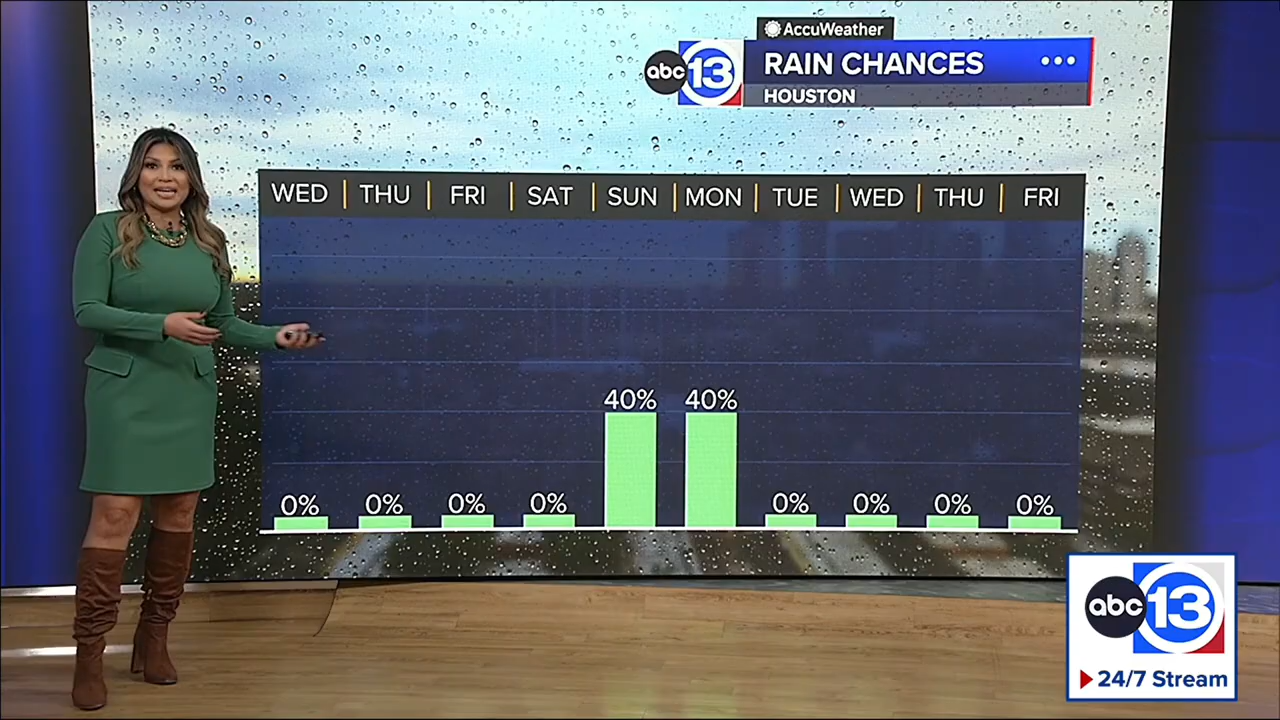 AccuWeather
abc 13
RAIN CHANCES
HOUSTON
WED THU FRI SAT SUN MON TUE WED THU FRI
40% 40%
0% 0% 0% 0% 0% 0% 0% 0%
abc 13
24/7 Stream